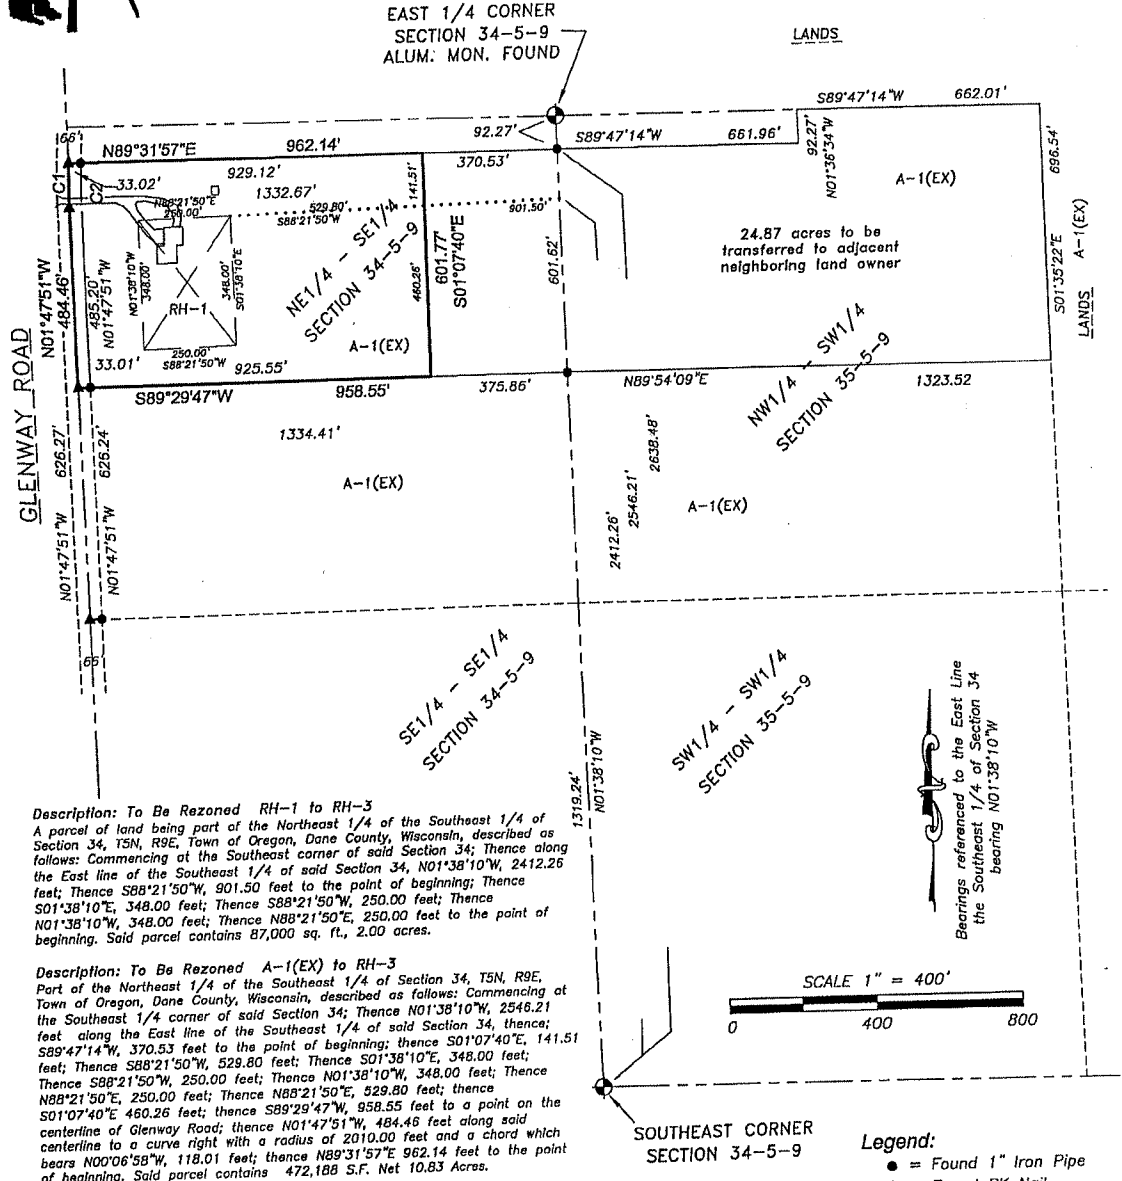 EAST 1/4 CORNER
SECTION 34-5-9
ALUM. MON. FOUND
LANDS
S89°47'14"W 662.01'
92.27'
S89°47'14"W 661.96'
92.27'
N01°36'34"W
696.54'
66'
N89°31'57"E 962.14'
370.53'
C1
C2
33.02'
929.12'
1332.67'
141.51'
A-1(EX)
N88°21'50"E
250.00'
529.80'
S88°21'50"W
901.50'
24.87 acres to be
transferred to adjacent
neighboring land owner
A-1(EX)
LANDS
S01°35'22"E
N01°38'10"W
348.00'
348.00'
S01°38'10"E
RH-1
NE1/4 - SE1/4
SECTION 34-5-9
460.26'
601.77'
S01°07'40"E
601.62'
N01°47'51"W
484.46'
485.20'
N01°47'51"W
GLENWAY ROAD
A-1(EX)
33.01'
250.00'
S88°21'50"W
925.55'
S89°29'47"W 958.55'
375.86'
N89°54'09"E
1323.52
NW1/4 - SW1/4
SECTION 35-5-9
1334.41'
A-1(EX)
626.27'
626.24'
N01°47'51"W
N01°47'51"W
2638.48'
2546.21'
2412.26'
A-1(EX)
66'
SE1/4 - SE1/4
SECTION 34-5-9
SW1/4 - SW1/4
SECTION 35-5-9
1319.24'
N01°38'10"W
Bearings referenced to the East Line
the Southeast 1/4 of Section 34
bearing N01°38'10"W
Description: To Be Rezoned RH-1 to RH-3
A parcel of land being part of the Northeast 1/4 of the Southeast 1/4 of
Section 34, T5N, R9E, Town of Oregon, Dane County, Wisconsin, described as
follows: Commencing at the Southeast corner of said Section 34; Thence along
the East line of the Southeast 1/4 of said Section 34, N01°38'10"W, 2412.26
feet; Thence S88°21'50"W, 901.50 feet to the point of beginning; Thence
S01°38'10"E, 348.00 feet; Thence S88°21'50"W, 250.00 feet; Thence
N01°38'10"W, 348.00 feet; Thence N88°21'50"E, 250.00 feet to the point of
beginning. Said parcel contains 87,000 sq. ft., 2.00 acres.
Description: To Be Rezoned A-1(EX) to RH-3
Part of the Northeast 1/4 of the Southeast 1/4 of Section 34, T5N, R9E,
Town of Oregon, Dane County, Wisconsin, described as follows: Commencing at
the Southeast 1/4 corner of said Section 34; Thence N01°38'10"W, 2546.21
feet along the East line of the Southeast 1/4 of said Section 34, thence;
S89°47'14"W, 370.53 feet to the point of beginning; thence S01°07'40"E, 141.51
feet; Thence S88°21'50"W, 529.80 feet; Thence S01°38'10"E, 348.00 feet;
Thence S88°21'50"W, 250.00 feet; Thence N01°38'10"W, 348.00 feet; Thence
N88°21'50"E, 250.00 feet; Thence N88°21'50"E, 529.80 feet; thence
S01°07'40"E 460.26 feet; thence S89°29'47"W, 958.55 feet to a point on the
centerline of Glenway Road; thence N01°47'51"W, 484.46 feet along said
centerline to a curve right with a radius of 2010.00 feet and a chord which
bears N00°06'58"W, 118.01 feet; thence N89°31'57"E 962.14 feet to the point
of beginning. Said parcel contains 472,188 S.F. Net 10.83 Acres.
SCALE 1" = 400'
0 400 800
SOUTHEAST CORNER
SECTION 34-5-9
Legend:
= Found 1" Iron Pipe